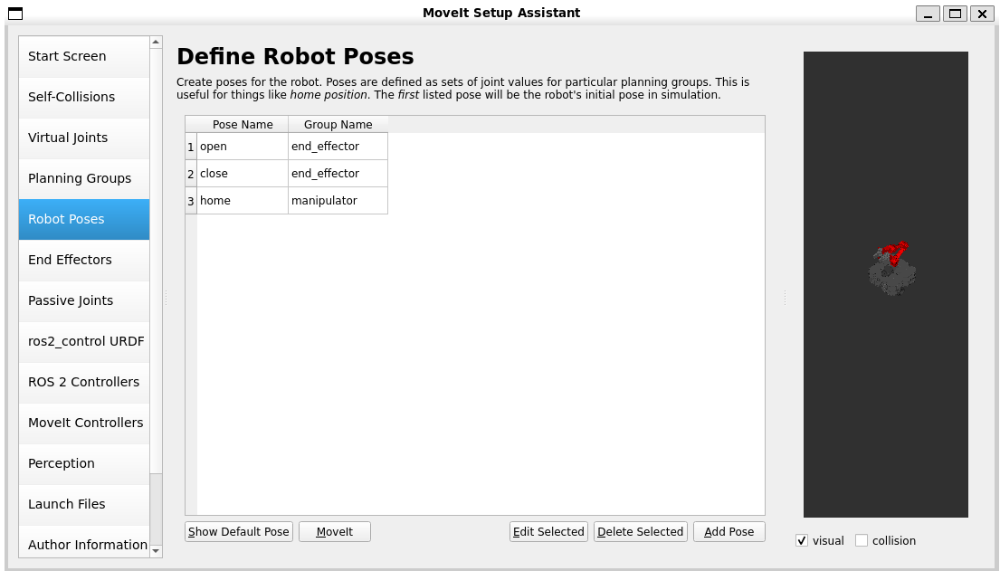 MoveIt Setup Assistant
Start Screen
Self-Collisions
Virtual Joints
Planning Groups
Robot Poses
End Effectors
Passive Joints
ros2_control URDF
ROS 2 Controllers
MoveIt Controllers
Perception
Launch Files
Author Information
Define Robot Poses
Create poses for the robot. Poses are defined as sets of joint values for particular planning groups. This is
useful for things like home position. The first listed pose will be the robot's initial pose in simulation.
Pose Name Group Name
1 open end_effector
2 close end_effector
3 home manipulator
Show Default Pose MoveIt Edit Selected Delete Selected Add Pose
visual collision